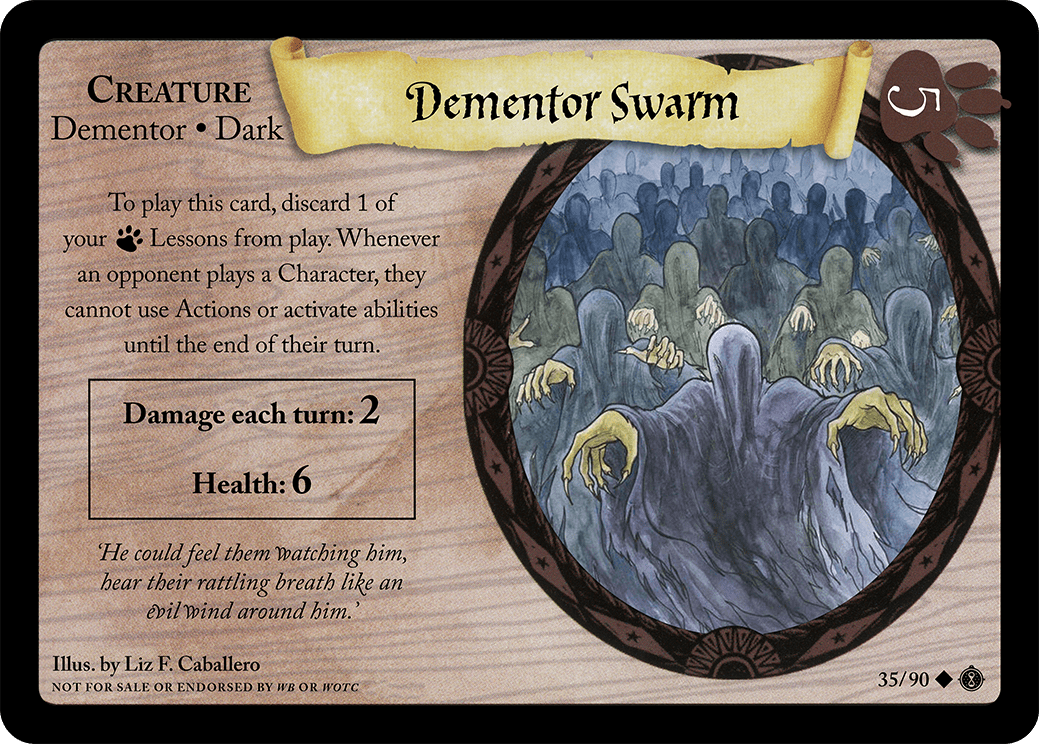 Dementor Swarm
5
CREATURE
Dementor • Dark
To play this card, discard 1 of
your Lessons from play. Whenever
an opponent plays a Character, they
cannot use Actions or activate abilities
until the end of their turn.
Damage each turn: 2
Health: 6
‘He could feel them watching him,
hear their rattling breath like an
evil wind around him.’
Illus. by Liz F. Caballero
NOT FOR SALE OR ENDORSED BY WB OR WOTC
35/90